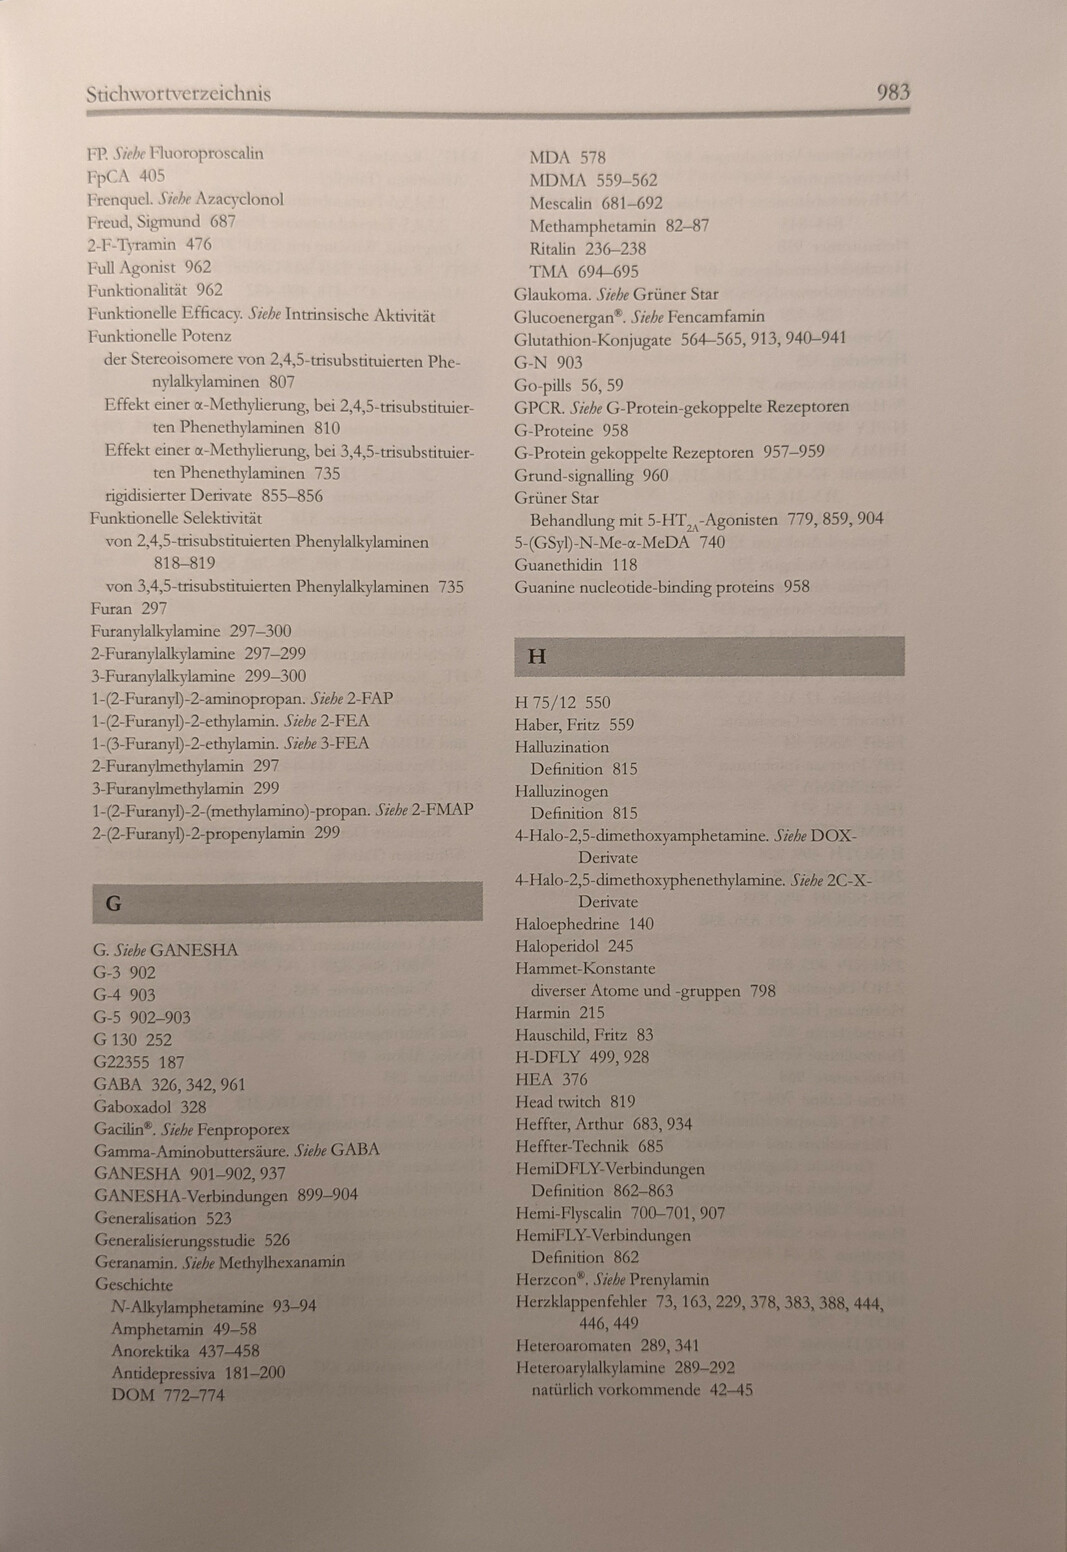 Stichwortverzeichnis 983
FP. Siehe Fluoroproscalin
FpCA 405
Frenquel. Siehe Azacyclonol
Freud, Sigmund 687
2-F-Tyramin 476
Full Agonist 962
Funktionalität 962
Funktionelle Efficacy. Siehe Intrinsische Aktivität
Funktionelle Potenz
der Stereoisomere von 2,4,5-trisubstituierten Phe-
nylalkylaminen 807
Effekt einer α-Methylierung, bei 2,4,5-trisubstituier-
ten Phenethylaminen 810
Effekt einer α-Methylierung, bei 3,4,5-trisubstituier-
ten Phenethylaminen 735
rigidisierter Derivate 855–856
Funktionelle Selektivität
von 2,4,5-trisubstituierten Phenylalkylaminen
818–819
von 3,4,5-trisubstituierten Phenylalkylaminen 735
Furan 297
Furanylalkylamine 297–300
2-Furanylalkylamine 297–299
3-Furanylalkylamine 299–300
1-(2-Furanyl)-2-aminopropan. Siehe 2-FAP
1-(2-Furanyl)-2-ethylamin. Siehe 2-FEA
1-(3-Furanyl)-2-ethylamin. Siehe 3-FEA
2-Furanylmethylamin 297
3-Furanylmethylamin 299
1-(2-Furanyl)-2-(methylamino)-propan. Siehe 2-FMAP
2-(2-Furanyl)-2-propenylamin 299
G
G. Siehe GANESHA
G-3 902
G-4 903
G-5 902–903
G 130 252
G22355 187
GABA 326, 342, 961
Gaboxadol 328
Gacilin®. Siehe Fenproporex
Gamma-Aminobuttersäure. Siehe GABA
GANESHA 901–902, 937
GANESHA-Verbindungen 899–904
Generalisation 523
Generalisierungsstudie 526
Geranamin. Siehe Methylhexanamin
Geschichte
N-Alkylamphetamine 93–94
Amphetamin 49–58
Anorektika 437–458
Antidepressiva 181–200
DOM 772–774
MDA 578
MDMA 559–562
Mescalin 681–692
Methamphetamin 82–87
Ritalin 236–238
TMA 694–695
Glaukoma. Siehe Grüner Star
Glucoenergan®. Siehe Fencamfamin
Glutathion-Konjugate 564–565, 913, 940–941
G-N 903
Go-pills 56, 59
GPCR. Siehe G-Protein-gekoppelte Rezeptoren
G-Proteine 958
G-Protein gekoppelte Rezeptoren 957–959
Grund-signalling 960
Grüner Star
Behandlung mit 5-HT2A-Agonisten 779, 859, 904
5-(GSyl)-N-Me-α-MeDA 740
Guanethidin 118
Guanine nucleotide-binding proteins 958
H
H 75/12 550
Haber, Fritz 559
Halluzination
Definition 815
Halluzinogen
Definition 815
4-Halo-2,5-dimethoxyamphetamine. Siehe DOX-
Derivate
4-Halo-2,5-dimethoxyphenethylamine. Siehe 2C-X-
Derivate
Haloephedrine 140
Haloperidol 245
Hammet-Konstante
diverser Atome und -gruppen 798
Harmin 215
Hauschild, Fritz 83
H-DFLY 499, 928
HEA 376
Head twitch 819
Heffter, Arthur 683, 934
Heffter-Technik 685
HemiDFLY-Verbindungen
Definition 862–863
Hemi-Flyscalin 700–701, 907
HemiFLY-Verbindungen
Definition 862
Herzcon®. Siehe Prenylamin
Herzklappenfehler 73, 163, 229, 378, 383, 388, 444,
446, 449
Heteroaromaten 289, 341
Heteroarylalkylamine 289–292
natürlich vorkommende 42–45